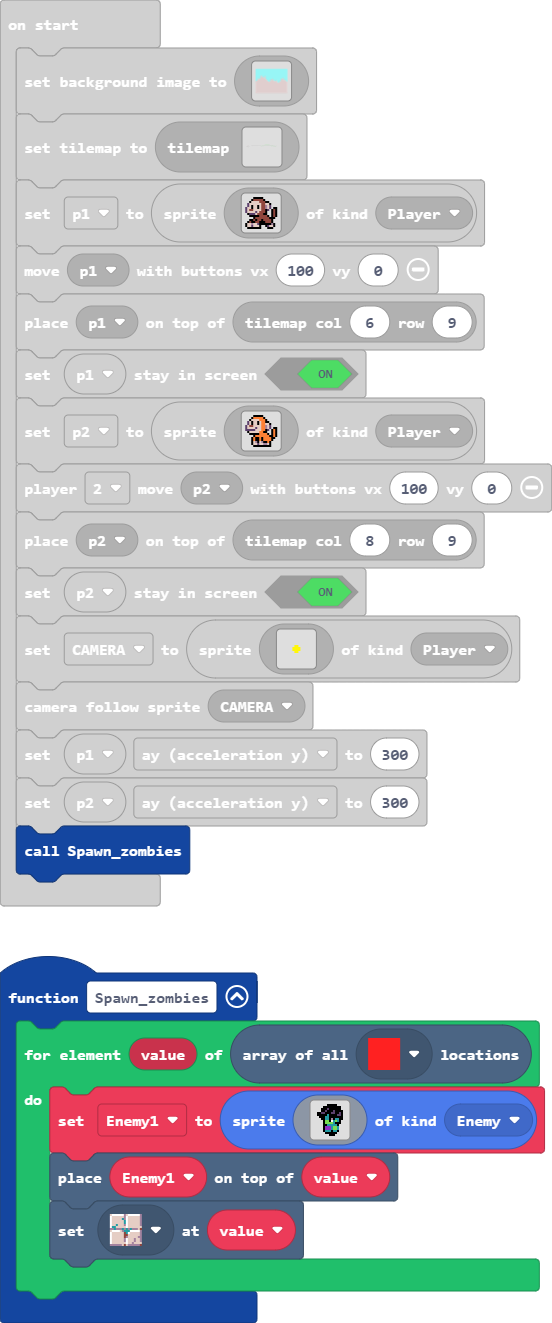 on start
set background image to
set tilemap to tilemap
set p1 to sprite of kind Player
move p1 with buttons vx 100 vy 0
place p1 on top of tilemap col 6 row 9
set p1 stay in screen ON
set p2 to sprite of kind Player
player 2 move p2 with buttons vx 100 vy 0
place p2 on top of tilemap col 8 row 9
set p2 stay in screen ON
set CAMERA to sprite of kind Player
camera follow sprite CAMERA
set p1 ay (acceleration y) to 300
set p2 ay (acceleration y) to 300
call Spawn_zombies
function Spawn_zombies
for element value of array of all locations
do
set Enemy1 to sprite of kind Enemy
place Enemy1 on top of value
set at value